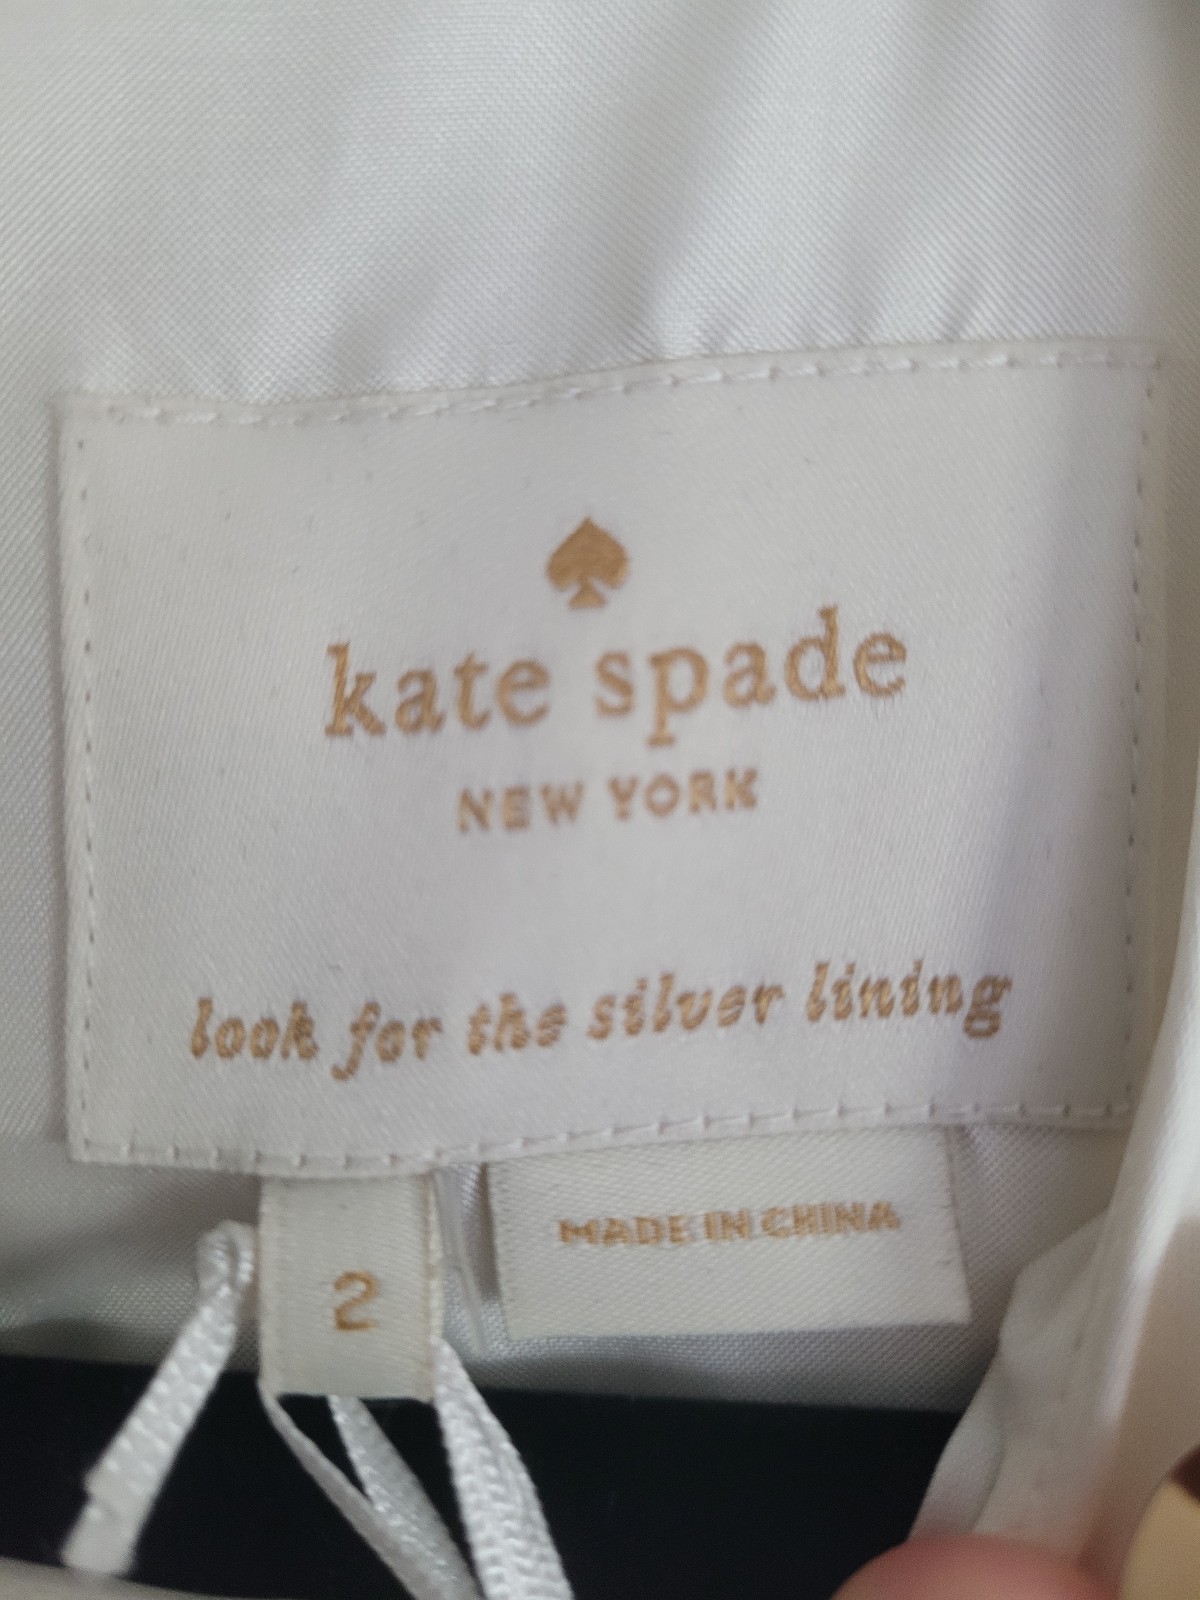 kate spade
NEW YORK
look for the silver lining
2
MADE IN CHINA